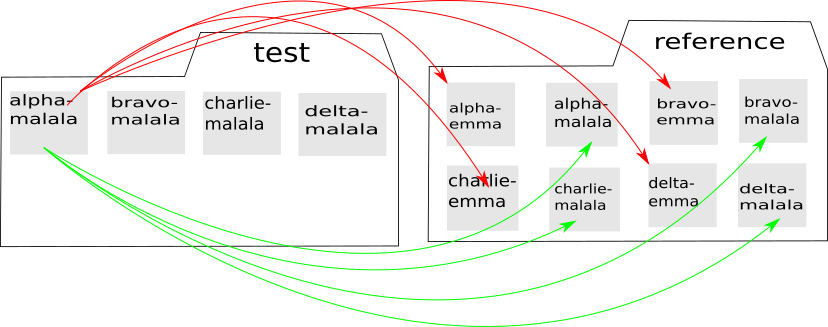 test
alpha-
malala
bravo-
malala
charlie-
malala
delta-
malala
reference
alpha-
emma
alpha-
malala
bravo-
emma
bravo-
malala
charlie-
emma
charlie-
malala
delta-
emma
delta-
malala